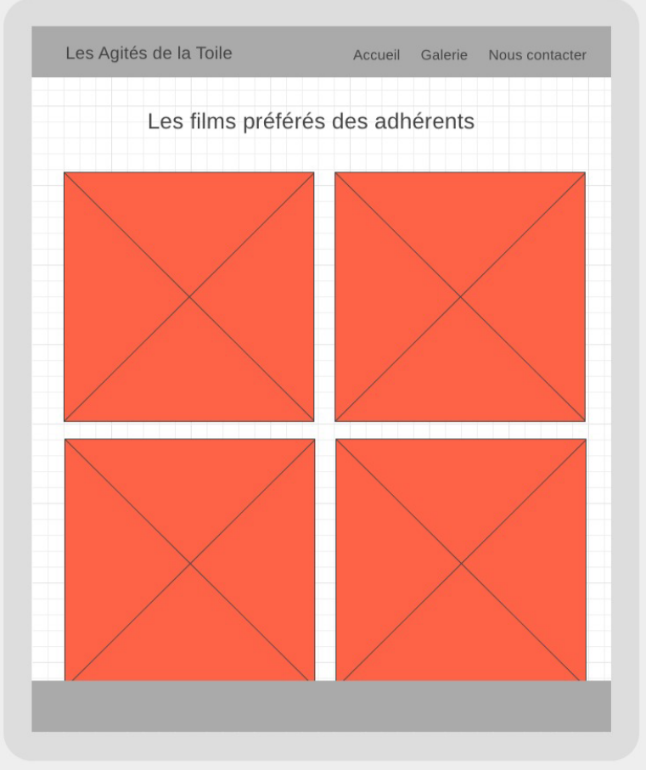 Les Agités de la Toile Accueil Galerie Nous contacter
Les films préférés des adhérents